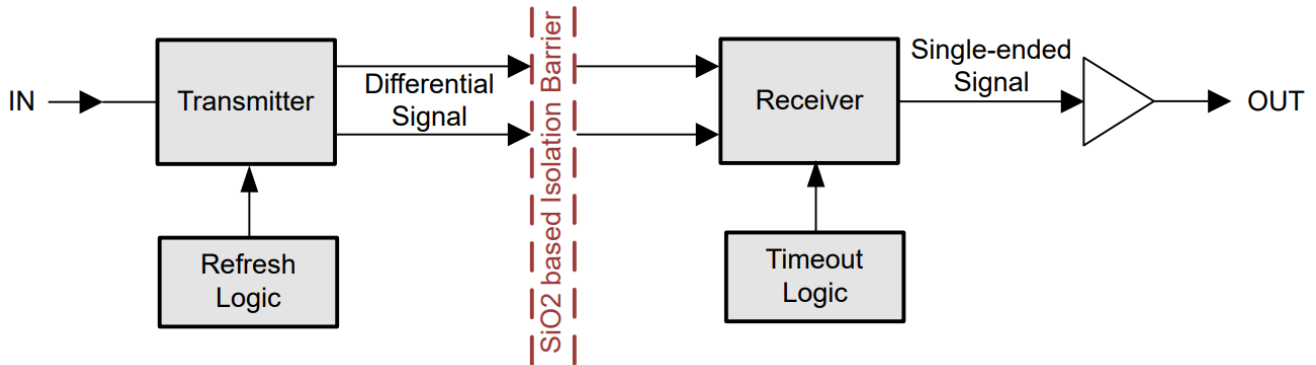 IN
Transmitter
Differential
Signal
SiO2 based Isolation Barrier
Receiver
Single-ended
Signal
OUT
Refresh
Logic
Timeout
Logic